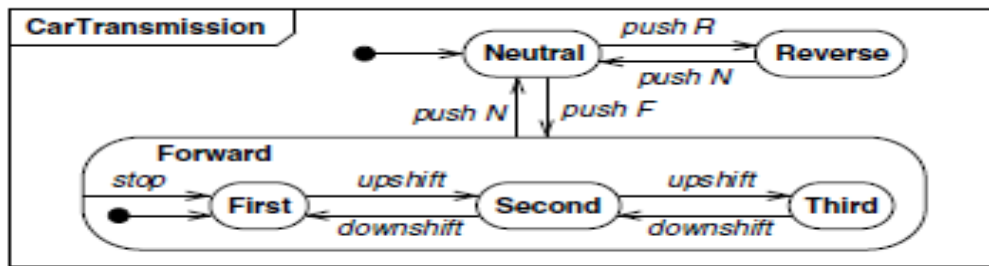 CarTransmission
push R
Neutral
Reverse
push N
push N
push F
Forward
stop
upshift
upshift
First
Second
Third
downshift
downshift